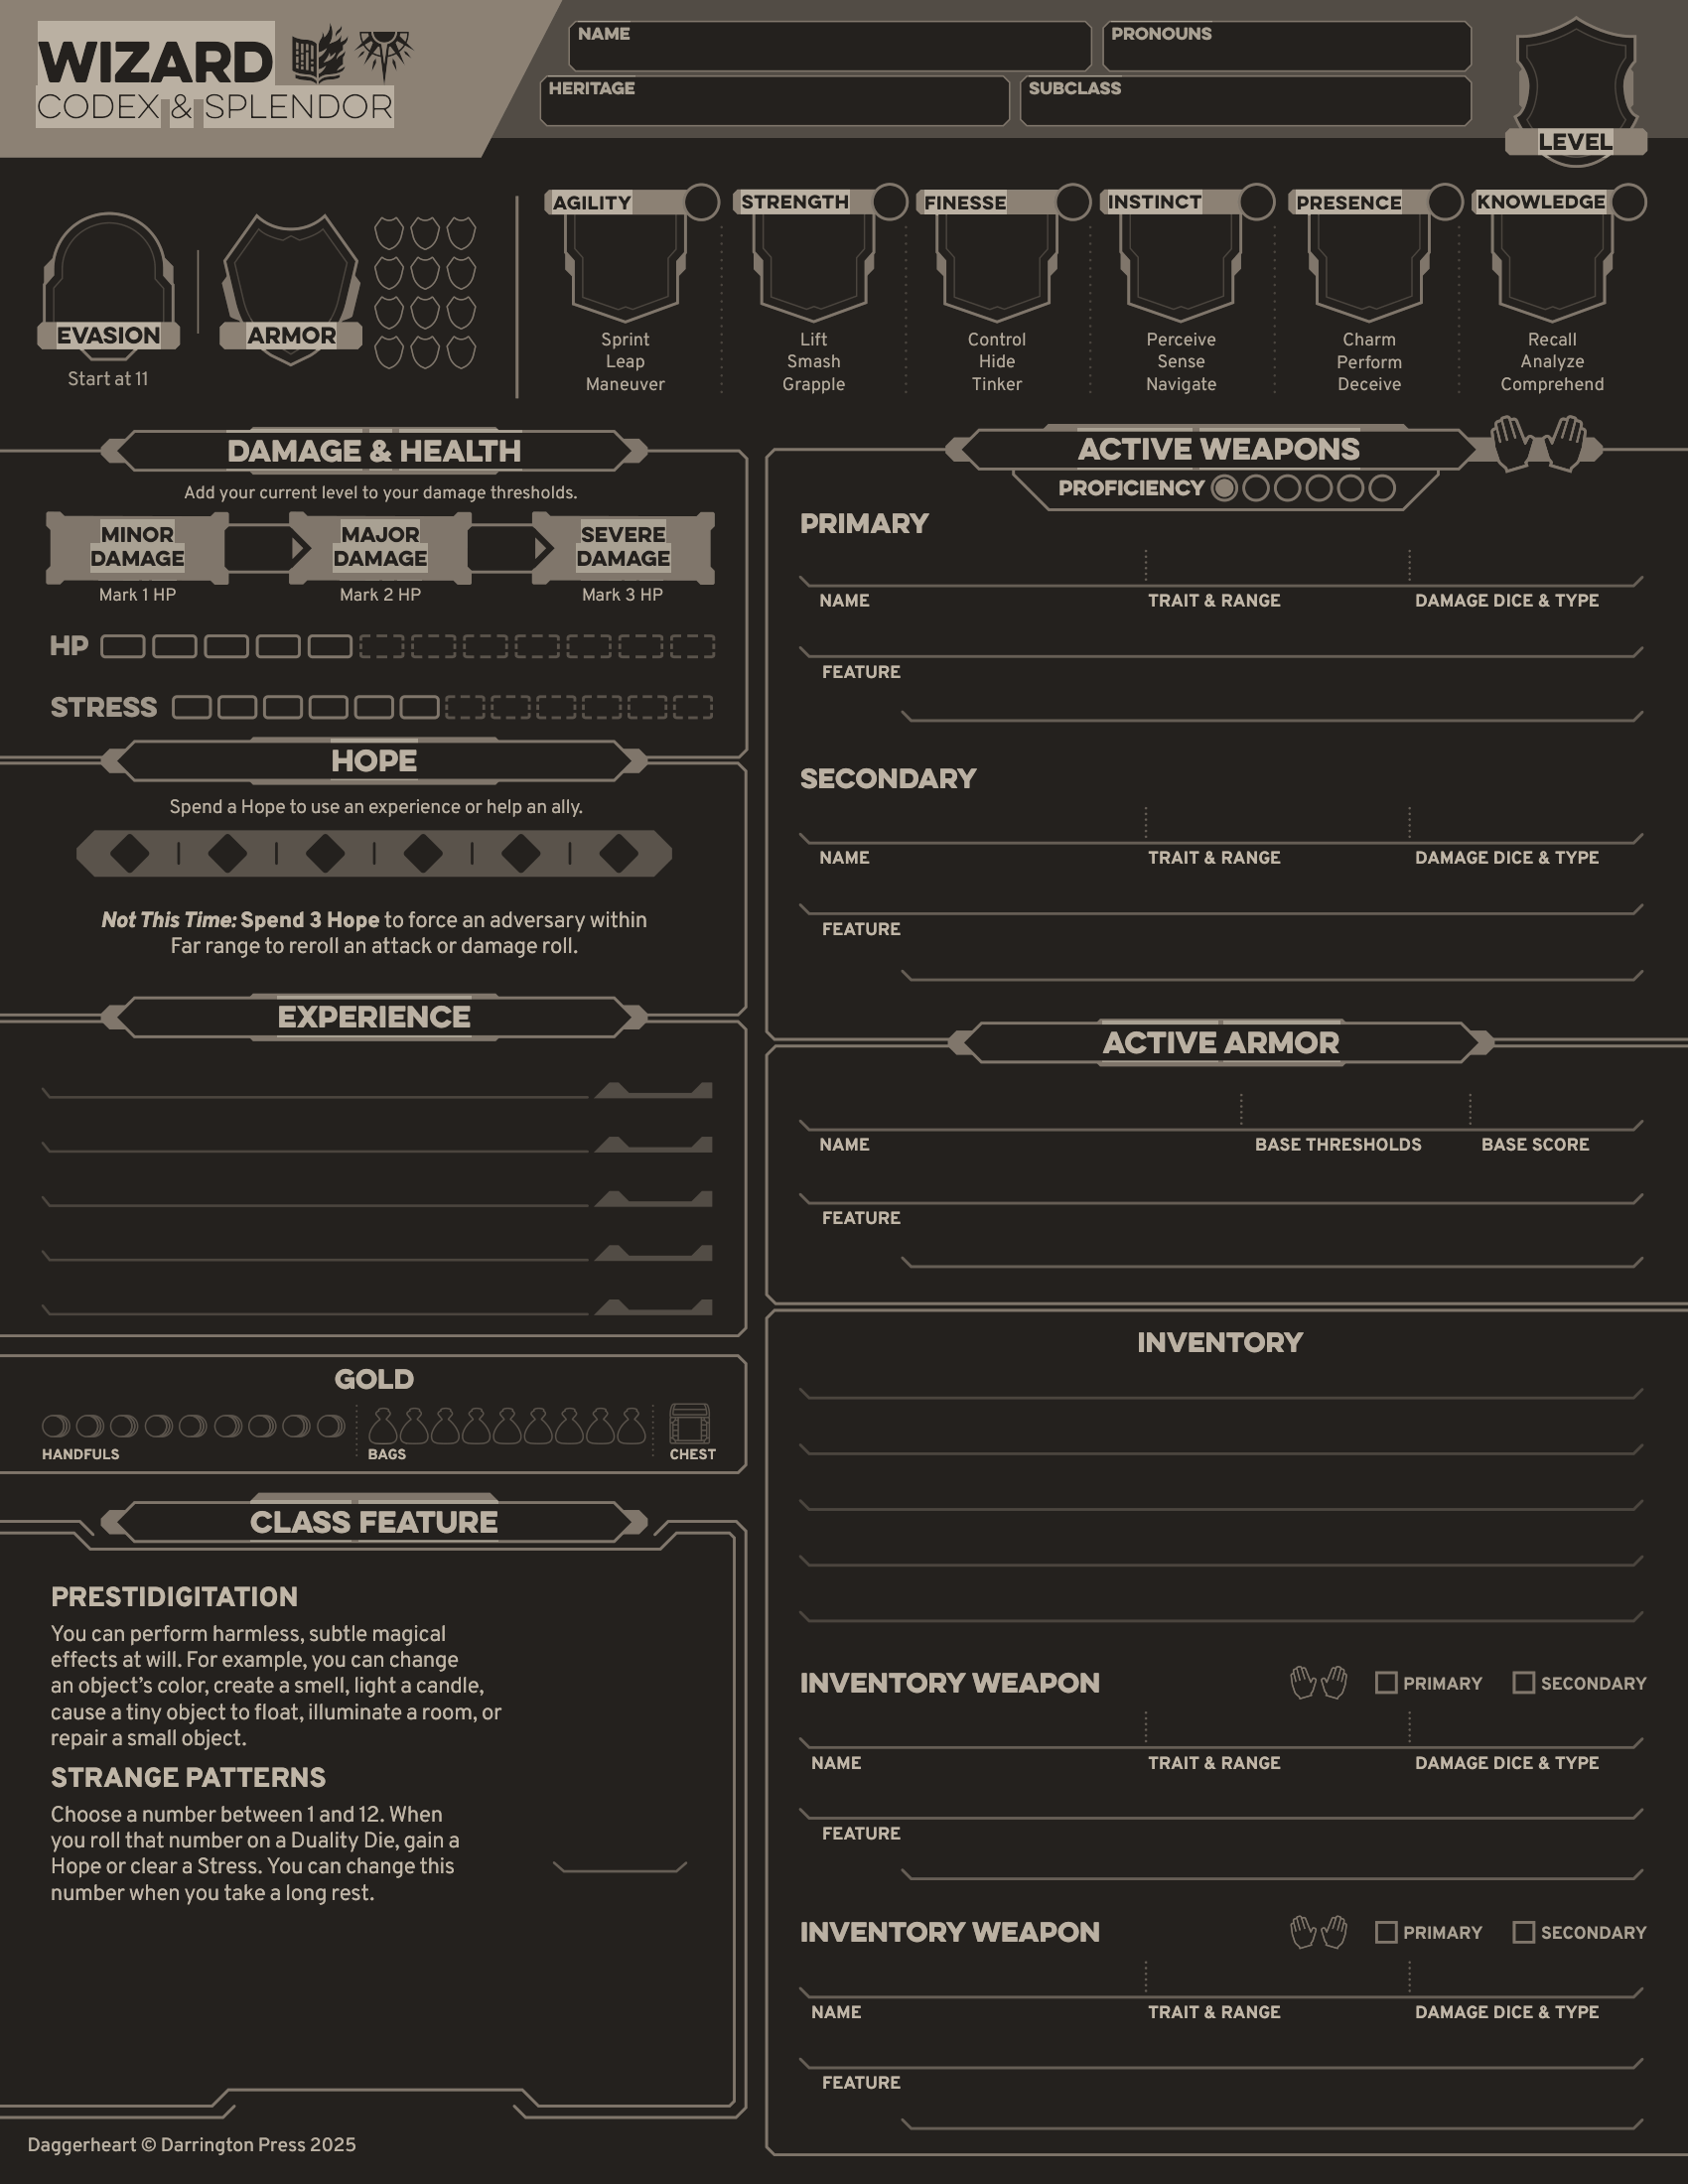 WIZARD
CODEX & SPLENDOR
NAME
PRONOUNS
HERITAGE
SUBCLASS
LEVEL
EVASION
Start at 11
ARMOR
AGILITY
Sprint
Leap
Maneuver
STRENGTH
Lift
Smash
Grapple
FINESSE
Control
Hide
Tinker
INSTINCT
Perceive
Sense
Navigate
PRESENCE
Charm
Perform
Deceive
KNOWLEDGE
Recall
Analyze
Comprehend
DAMAGE & HEALTH
Add your current level to your damage thresholds.
MINOR
DAMAGE
Mark 1 HP
MAJOR
DAMAGE
Mark 2 HP
SEVERE
DAMAGE
Mark 3 HP
HP
STRESS
HOPE
Spend a Hope to use an experience or help an ally.
Not This Time: Spend 3 Hope to force an adversary within
Far range to reroll an attack or damage roll.
EXPERIENCE
GOLD
HANDFULS
BAGS
CHEST
CLASS FEATURE
PRESTIDIGITATION
You can perform harmless, subtle magical
effects at will. For example, you can change
an object’s color, create a smell, light a candle,
cause a tiny object to float, illuminate a room, or
repair a small object.
STRANGE PATTERNS
Choose a number between 1 and 12. When
you roll that number on a Duality Die, gain a
Hope or clear a Stress. You can change this
number when you take a long rest.
Daggerheart © Darrington Press 2025
ACTIVE WEAPONS
PROFICIENCY
PRIMARY
NAME
TRAIT & RANGE
DAMAGE DICE & TYPE
FEATURE
SECONDARY
NAME
TRAIT & RANGE
DAMAGE DICE & TYPE
FEATURE
ACTIVE ARMOR
NAME
BASE THRESHOLDS
BASE SCORE
FEATURE
INVENTORY
INVENTORY WEAPON
PRIMARY
SECONDARY
NAME
TRAIT & RANGE
DAMAGE DICE & TYPE
FEATURE
INVENTORY WEAPON
PRIMARY
SECONDARY
NAME
TRAIT & RANGE
DAMAGE DICE & TYPE
FEATURE